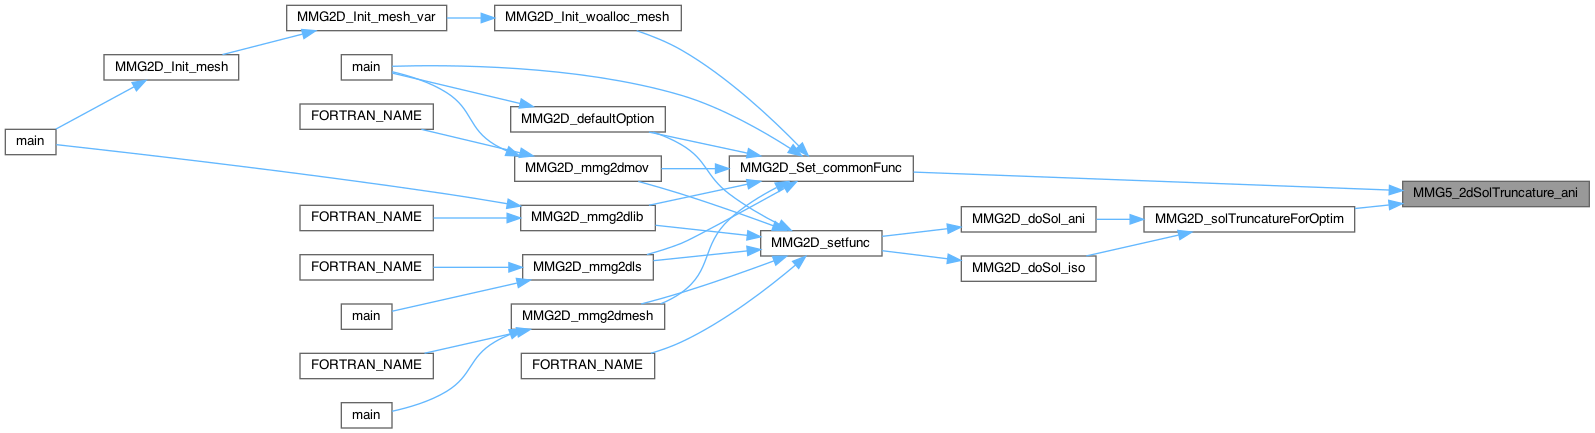 MMG2D_Init_mesh_var
MMG2D_Init_woalloc_mesh
MMG2D_Init_mesh
main
FORTRAN_NAME
MMG2D_defaultOption
main
MMG2D_mmg2dmov
MMG2D_Set_commonFunc
MMG5_2dSolTruncature_ani
FORTRAN_NAME
MMG2D_mmg2dlib
MMG2D_doSol_ani
MMG2D_solTruncatureForOptim
MMG2D_setfunc
FORTRAN_NAME
MMG2D_mmg2dls
MMG2D_doSol_iso
main
MMG2D_mmg2dmesh
FORTRAN_NAME
FORTRAN_NAME
main